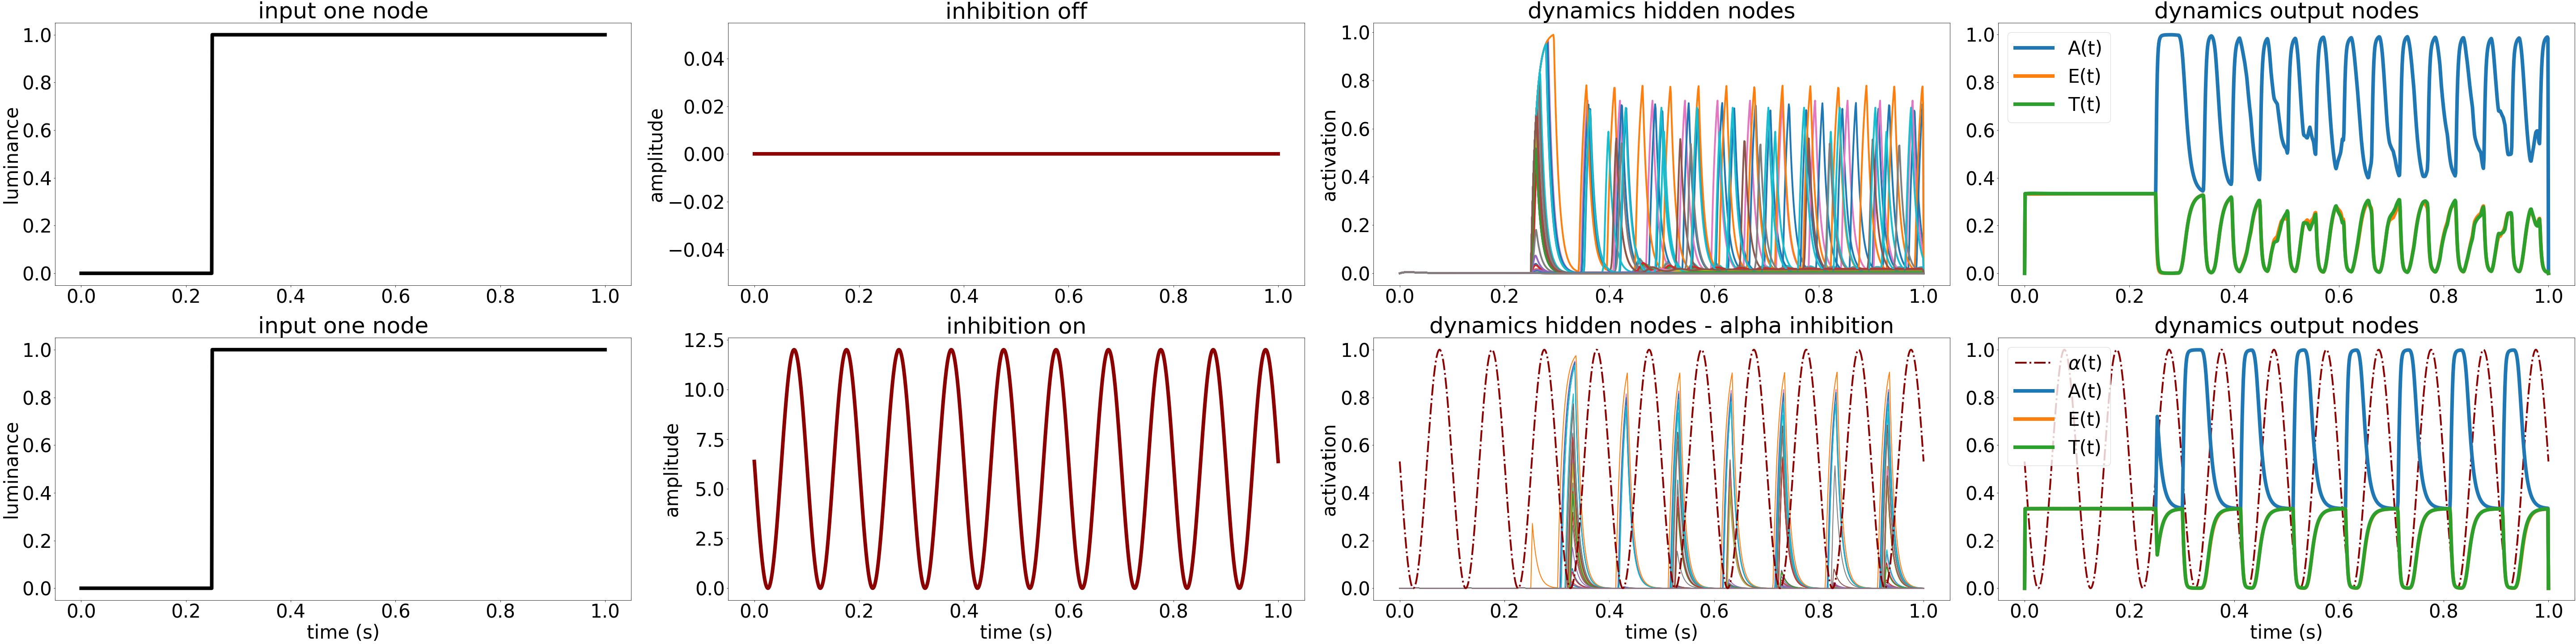 input one node
luminance
1.0
0.8
0.6
0.4
0.2
0.0
0.0 0.2 0.4 0.6 0.8 1.0
inhibition off
amplitude
0.04
0.02
0.00
−0.02
−0.04
0.0 0.2 0.4 0.6 0.8 1.0
dynamics hidden nodes
activation
1.0
0.8
0.6
0.4
0.2
0.0
0.0 0.2 0.4 0.6 0.8 1.0
dynamics output nodes
1.0
0.8
0.6
0.4
0.2
0.0
A(t)
E(t)
T(t)
0.0 0.2 0.4 0.6 0.8 1.0
input one node
luminance
1.0
0.8
0.6
0.4
0.2
0.0
0.0 0.2 0.4 0.6 0.8 1.0
time (s)
inhibition on
amplitude
12.5
10.0
7.5
5.0
2.5
0.0
0.0 0.2 0.4 0.6 0.8 1.0
time (s)
dynamics hidden nodes - alpha inhibition
activation
1.0
0.8
0.6
0.4
0.2
0.0
0.0 0.2 0.4 0.6 0.8 1.0
time (s)
dynamics output nodes
1.0
0.8
0.6
0.4
0.2
0.0
α(t)
A(t)
E(t)
T(t)
0.0 0.2 0.4 0.6 0.8 1.0
time (s)